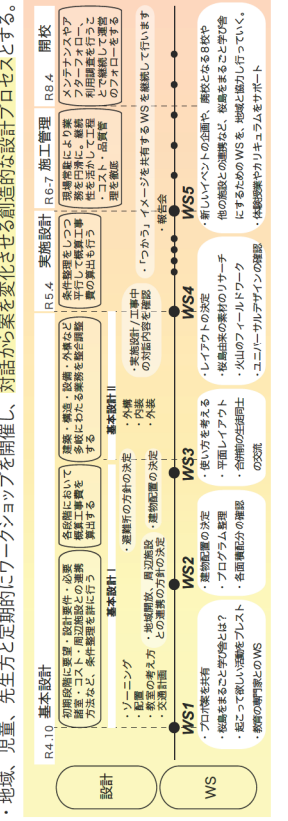 ・地域、児童、先生方と定期的にワークショップを開催し、対話から案を変化させる創造的な設計プロセスとする。
R4.10 基本設計
R5.4 実施設計
R6-7 施工管理
R8.4 開校
設計
初期段階に要望・設計要件・必要
諸室・コスト・周辺施設との連携
方法など、条件整理を詳に行う
各段階において
概算工事費を
算出する
建築・構造・設備・外構など
多岐にわたる業務を整合調整
する
条件整理をしつつ
平行して概算工事
費の算出も行う
現場常駐により業
務を円滑に。継続
性を活かして工程
・コスト・品質管
理を徹底
メンテナンスやア
フターフォロー、
利用調査を行うこ
とで継続して運営
のフォローをする
基本設計Ⅰ
基本設計Ⅱ
・ゾーニング
・配置
・教室の考え方
・交通計画
・避難所の方針の決定
・地域開放、周辺施設
との連携の方針の決定
・建物配置の決定
・外構
・内装
・外装
・実施設計/工事中
の対話内容を確認
・「つかう」イメージを共有するWSを継続して行います
・報告会
WS
WS1
WS2
WS3
WS4
WS5
・プロポ案を共有
・桜島をまるごと学び舎とは？
・起こって欲しい活動をブレスト
・教育の専門家とのWS
・建物配置の決定
・プログラム整理
・各面積配分の確認
・使い方を考える
・平面レイアウト
・合併前の生徒同士
の交流
・レイアウトの決定
・桜島由来の素材のリサーチ
・火山のフィールドワーク
・ユニバーサルデザインの確認
・新しいイベントの企画や、廃校となる8校や
他の施設との連携など、桜島をまるごと学び舎
にするためのWSを、地域と協力し行っていく。
・体験授業やカリキュラムをサポート